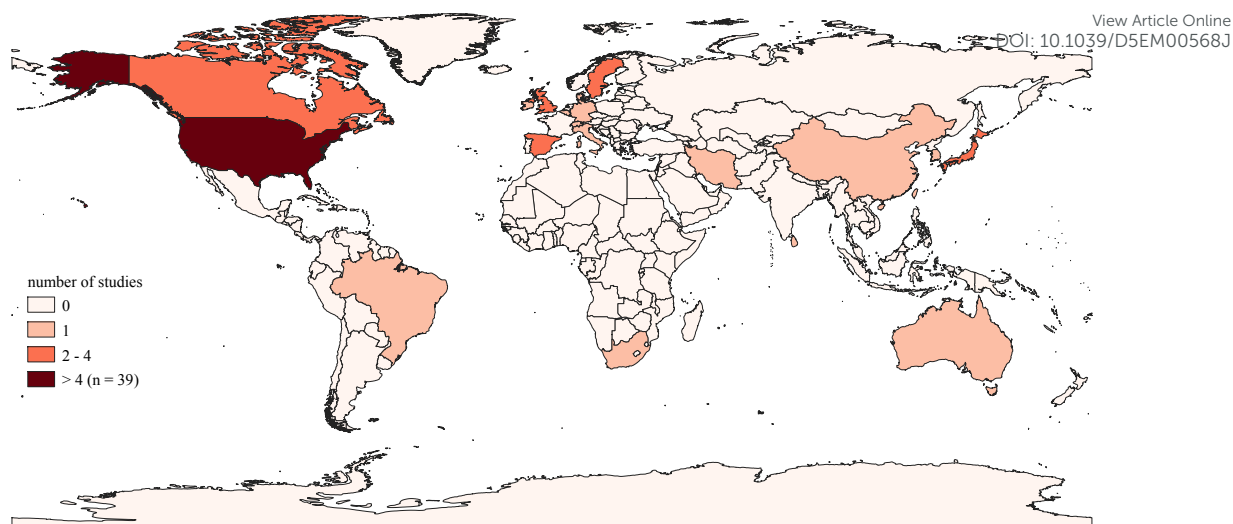 View Article Online
DOI: 10.1039/D5EM00568J
number of studies
0
1
2 - 4
> 4 (n = 39)